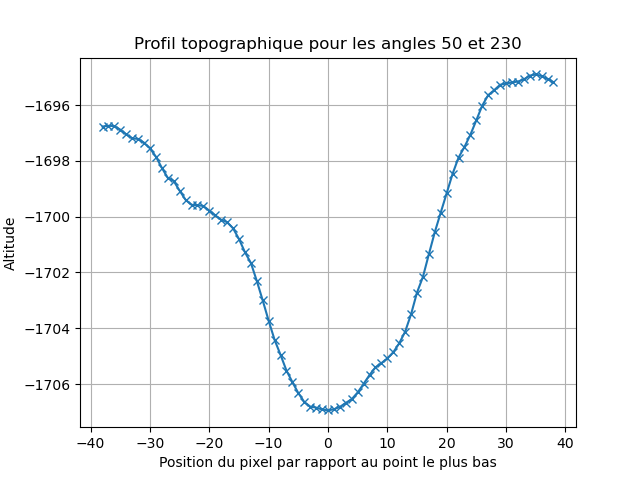 Profil topographique pour les angles 50 et 230
Altitude
−1696
−1698
−1700
−1702
−1704
−1706
−40 −30 −20 −10 0 10 20 30 40
Position du pixel par rapport au point le plus bas